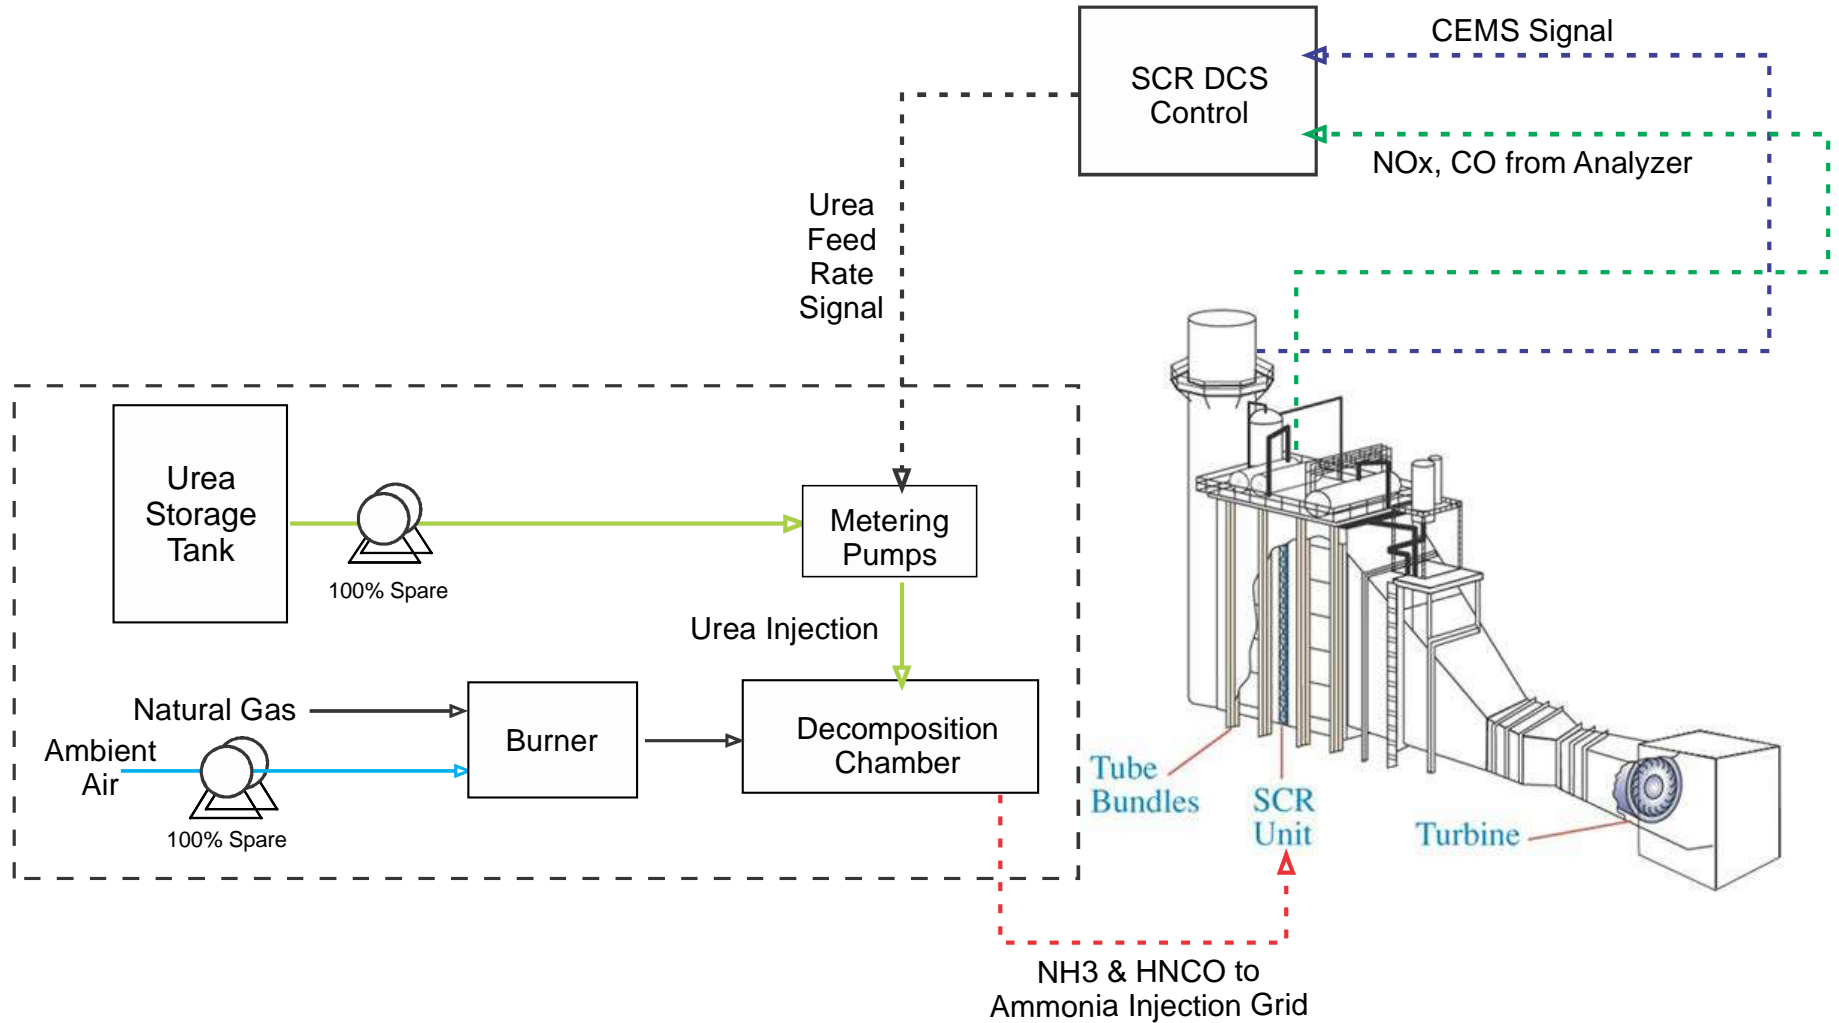 CEMS Signal
SCR DCS
Control
NOx, CO from Analyzer
Urea
Feed
Rate
Signal
Urea
Storage
Tank
100% Spare
Metering
Pumps
Urea Injection
Natural Gas
Ambient
Air
100% Spare
Burner
Decomposition
Chamber
Tube
Bundles
SCR
Unit
Turbine
NH3 & HNCO to
Ammonia Injection Grid